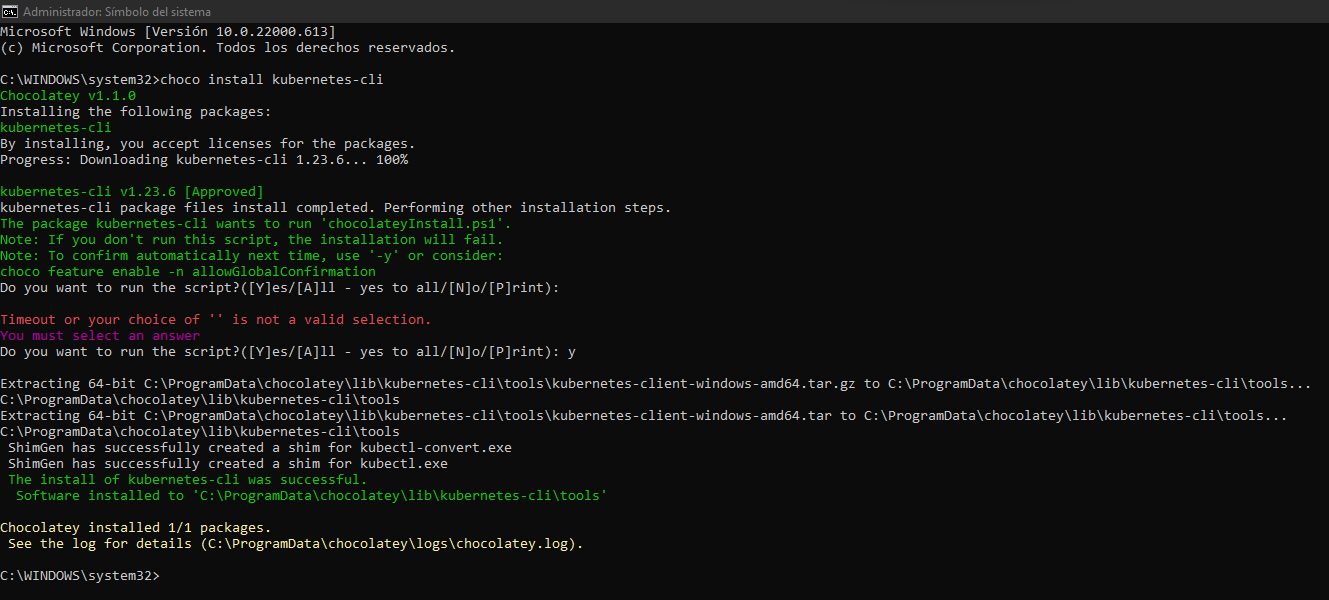 Administrador: Símbolo del sistema
Microsoft Windows [Versión 10.0.22000.613]
(c) Microsoft Corporation. Todos los derechos reservados.
C:\WINDOWS\system32>choco install kubernetes-cli
Chocolatey v1.1.0
Installing the following packages:
kubernetes-cli
By installing, you accept licenses for the packages.
Progress: Downloading kubernetes-cli 1.23.6... 100%
kubernetes-cli v1.23.6 [Approved]
kubernetes-cli package files install completed. Performing other installation steps.
The package kubernetes-cli wants to run 'chocolateyInstall.ps1'.
Note: If you don't run this script, the installation will fail.
Note: To confirm automatically next time, use '-y' or consider:
choco feature enable -n allowGlobalConfirmation
Do you want to run the script?([Y]es/[A]ll - yes to all/[N]o/[P]rint):
Timeout or your choice of '' is not a valid selection.
You must select an answer
Do you want to run the script?([Y]es/[A]ll - yes to all/[N]o/[P]rint): y
Extracting 64-bit C:\ProgramData\chocolatey\lib\kubernetes-cli\tools\kubernetes-client-windows-amd64.tar.gz to C:\ProgramData\chocolatey\lib\kubernetes-cli\tools...
C:\ProgramData\chocolatey\lib\kubernetes-cli\tools
Extracting 64-bit C:\ProgramData\chocolatey\lib\kubernetes-cli\tools\kubernetes-client-windows-amd64.tar to C:\ProgramData\chocolatey\lib\kubernetes-cli\tools...
C:\ProgramData\chocolatey\lib\kubernetes-cli\tools
ShimGen has successfully created a shim for kubectl-convert.exe
ShimGen has successfully created a shim for kubectl.exe
The install of kubernetes-cli was successful.
Software installed to 'C:\ProgramData\chocolatey\lib\kubernetes-cli\tools'
Chocolatey installed 1/1 packages.
See the log for details (C:\ProgramData\chocolatey\logs\chocolatey.log).
C:\WINDOWS\system32>